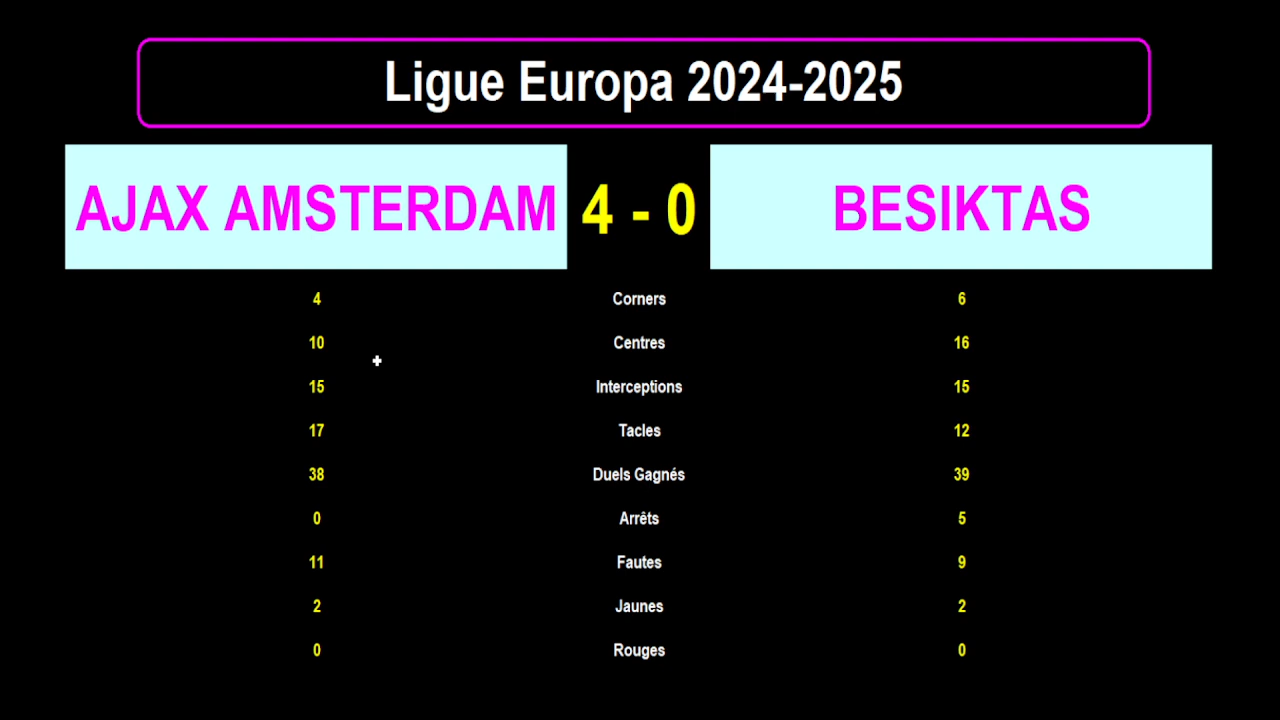 Ligue Europa 2024-2025
AJAX AMSTERDAM 4 - 0 BESIKTAS
4 Corners 6
10 Centres 16
15 Interceptions 15
17 Tacles 12
38 Duels Gagnés 39
0 Arrêts 5
11 Fautes 9
2 Jaunes 2
0 Rouges 0